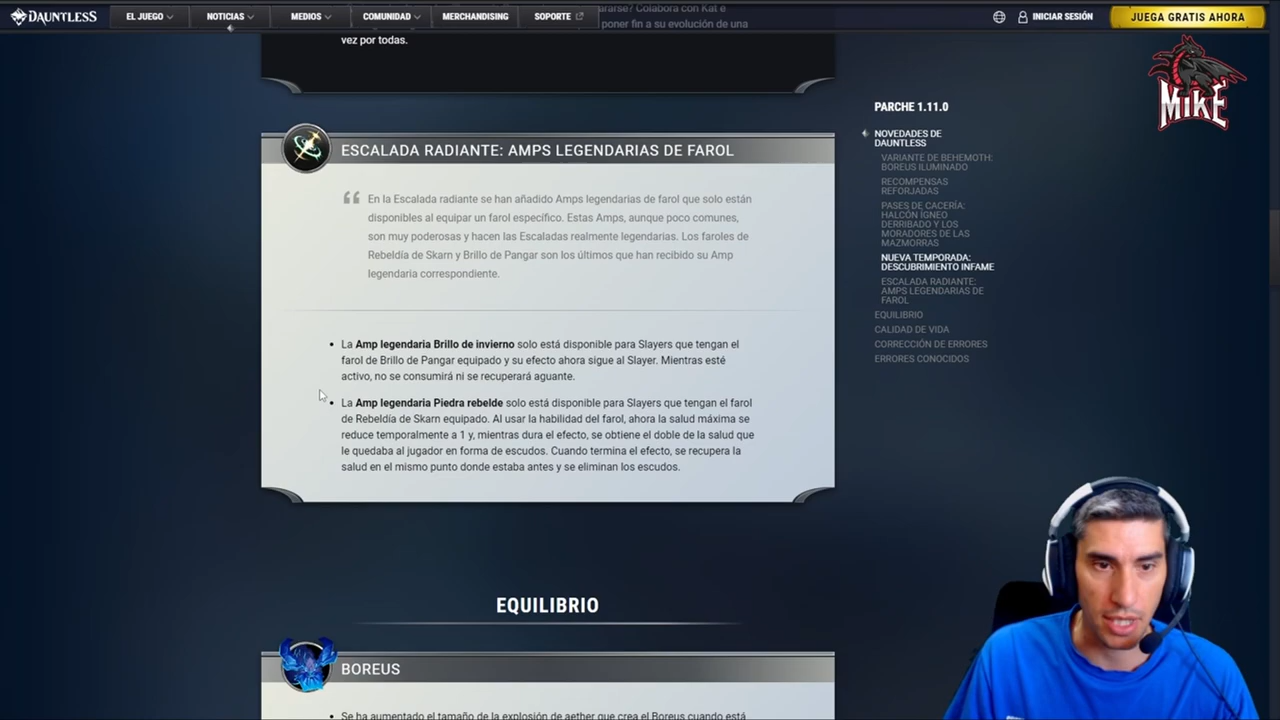 DAUNTLESS
EL JUEGO
NOTICIAS
MEDIOS
COMUNIDAD
MERCHANDISING
SOPORTE
INICIAR SESIÓN
JUEGA GRATIS AHORA
ararse? Colabora con Kat e
poner fin a su evolución de una
vez por todas.
MIKE
ESCALADA RADIANTE: AMPS LEGENDARIAS DE FAROL
En la Escalada radiante se han añadido Amps legendarias de farol que solo están
disponibles al equipar un farol específico. Estas Amps, aunque poco comunes,
son muy poderosas y hacen las Escaladas realmente legendarias. Los faroles de
Rebeldía de Skarn y Brillo de Pangar son los últimos que han recibido su Amp
legendaria correspondiente.
• La Amp legendaria Brillo de invierno solo está disponible para Slayers que tengan el
farol de Brillo de Pangar equipado y su efecto ahora sigue al Slayer. Mientras esté
activo, no se consumirá ni se recuperará aguante.
• La Amp legendaria Piedra rebelde solo está disponible para Slayers que tengan el farol
de Rebeldía de Skarn equipado. Al usar la habilidad del farol, ahora la salud máxima se
reduce temporalmente a 1 y, mientras dura el efecto, se obtiene el doble de la salud que
le quedaba al jugador en forma de escudos. Cuando termina el efecto, se recupera la
salud en el mismo punto donde estaba antes y se eliminan los escudos.
EQUILIBRIO
BOREUS
• Se ha aumentado el tamaño de la explosión de aether que crea el Boreus cuando está
PARCHE 1.11.0
NOVEDADES DE
DAUNTLESS
VARIANTE DE BEHEMOTH:
BOREUS ILUMINADO
RECOMPENSAS
REFORJADAS
PASES DE CACERÍA:
HALCÓN ÍGNEO
DERRIBADO Y LOS
MORADORES DE LAS
MAZMORRAS
NUEVA TEMPORADA:
DESCUBRIMIENTO INFAME
ESCALADA RADIANTE:
AMPS LEGENDARIAS DE
FAROL
EQUILIBRIO
CALIDAD DE VIDA
CORRECCIÓN DE ERRORES
ERRORES CONOCIDOS